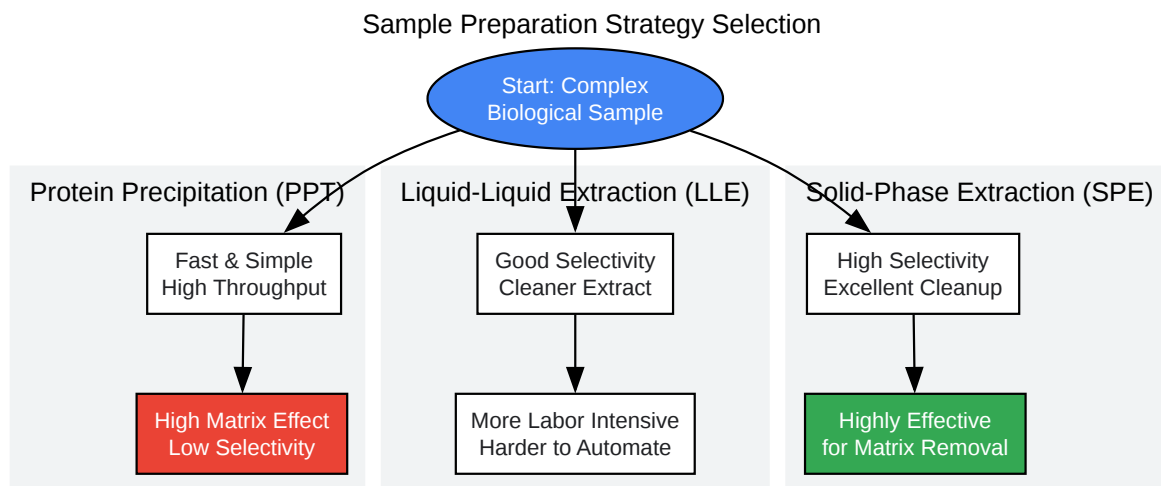 Sample Preparation Strategy Selection
Start: Complex
Biological Sample
Protein Precipitation (PPT)
Fast & Simple
High Throughput
High Matrix Effect
Low Selectivity
Liquid-Liquid Extraction (LLE)
Good Selectivity
Cleaner Extract
More Labor Intensive
Harder to Automate
Solid-Phase Extraction (SPE)
High Selectivity
Excellent Cleanup
Highly Effective
for Matrix Removal